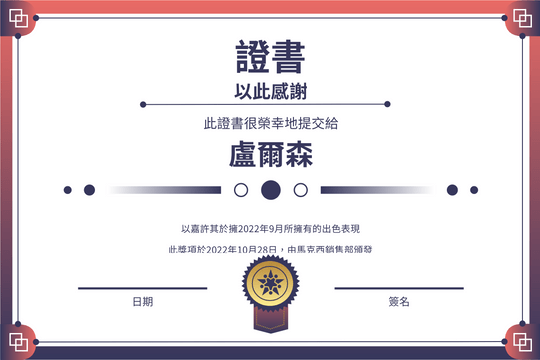 證書
以此感謝
此證書很榮幸地提交給
盧爾森
以嘉許其於擁2022年9月所擁有的出色表現
此獎項於2022年10月28日，由馬克西銷售部頒發
日期
簽名